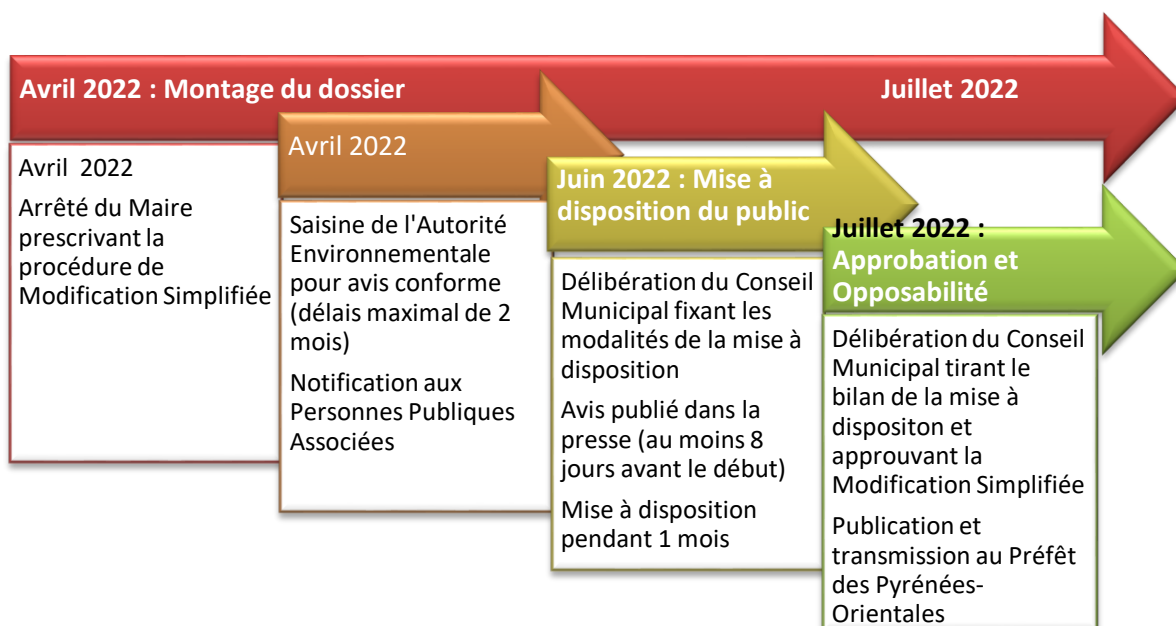 Avril 2022 : Montage du dossier
Juillet 2022
Avril 2022
Arrêté du Maire
prescrivant la
procédure de
Modification Simplifiée
Avril 2022
Saisine de l'Autorité
Environnementale
pour avis conforme
(délais maximal de 2
mois)
Notification aux
Personnes Publiques
Associées
Juin 2022 : Mise à
disposition du public
Délibération du Conseil
Municipal fixant les
modalités de la mise à
disposition
Avis publié dans la
presse (au moins 8
jours avant le début)
Mise à disposition
pendant 1 mois
Juillet 2022 :
Approbation et
Opposabilité
Délibération du Conseil
Municipal tirant le
bilan de la mise à
dispositon et
approuvant la
Modification Simplifiée
Publication et
transmission au Préfêt
des Pyrénées-
Orientales